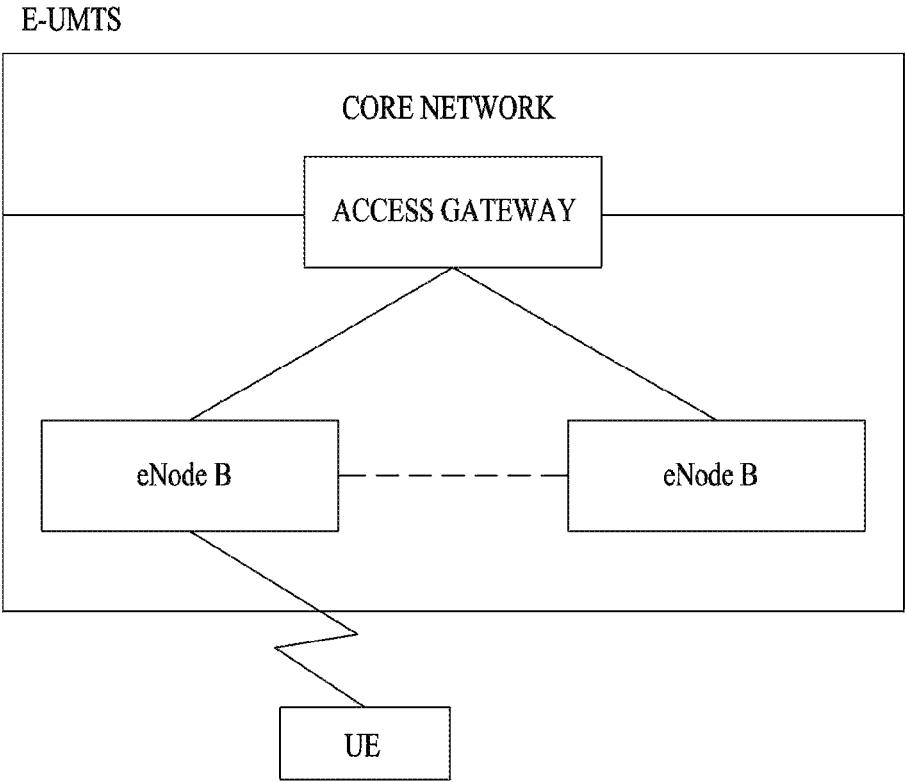 E-UMTS
CORE NETWORK
ACCESS GATEWAY
eNode B
eNode B
UE